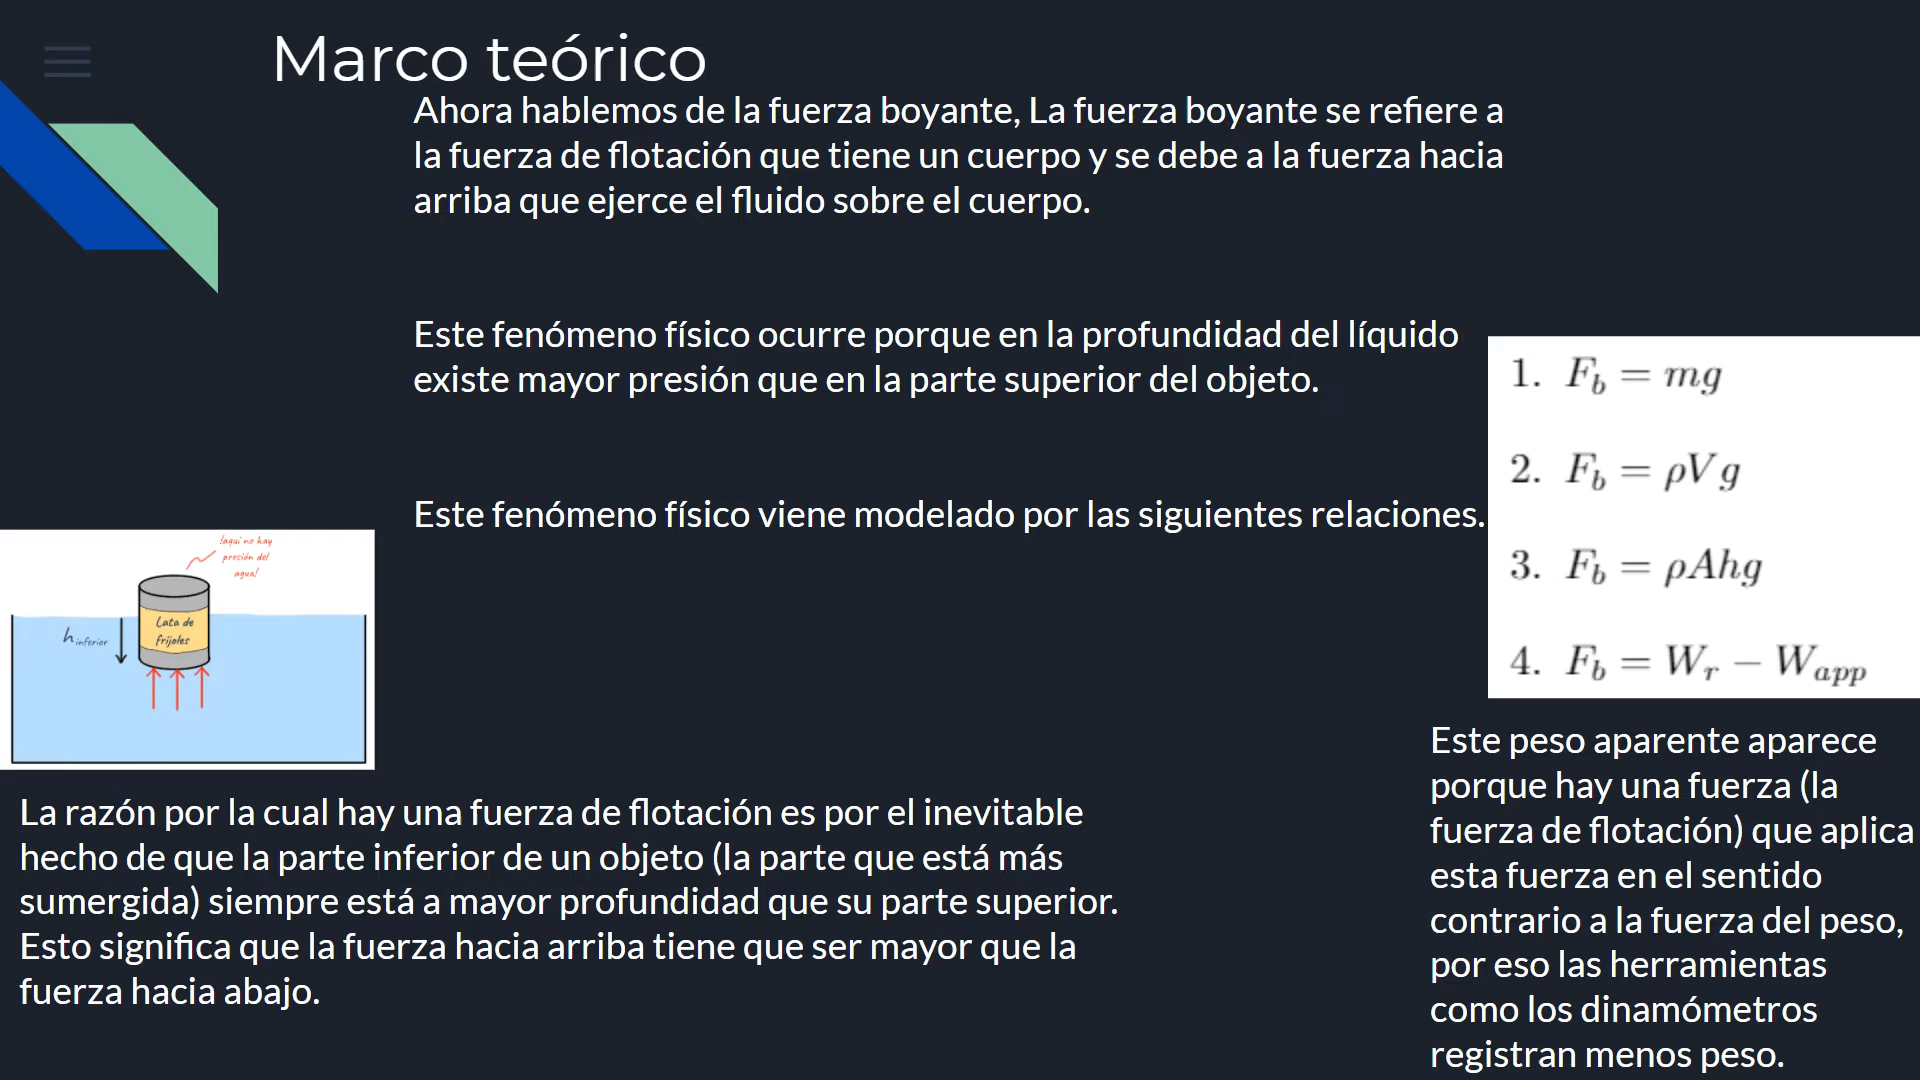 Marco teórico
Ahora hablemos de la fuerza boyante, La fuerza boyante se refiere a
la fuerza de flotación que tiene un cuerpo y se debe a la fuerza hacia
arriba que ejerce el fluido sobre el cuerpo.
Este fenómeno físico ocurre porque en la profundidad del líquido
existe mayor presión que en la parte superior del objeto.
Este fenómeno físico viene modelado por las siguientes relaciones.
1. F_b = mg
2. F_b = ρVg
3. F_b = ρAhg
4. F_b = W_r − W_app
!aquí no hay
presión del
agua!
Lata de
frijoles
h inferior
La razón por la cual hay una fuerza de flotación es por el inevitable
hecho de que la parte inferior de un objeto (la parte que está más
sumergida) siempre está a mayor profundidad que su parte superior.
Esto significa que la fuerza hacia arriba tiene que ser mayor que la
fuerza hacia abajo.
Este peso aparente aparece
porque hay una fuerza (la
fuerza de flotación) que aplica
esta fuerza en el sentido
contrario a la fuerza del peso,
por eso las herramientas
como los dinamómetros
registran menos peso.